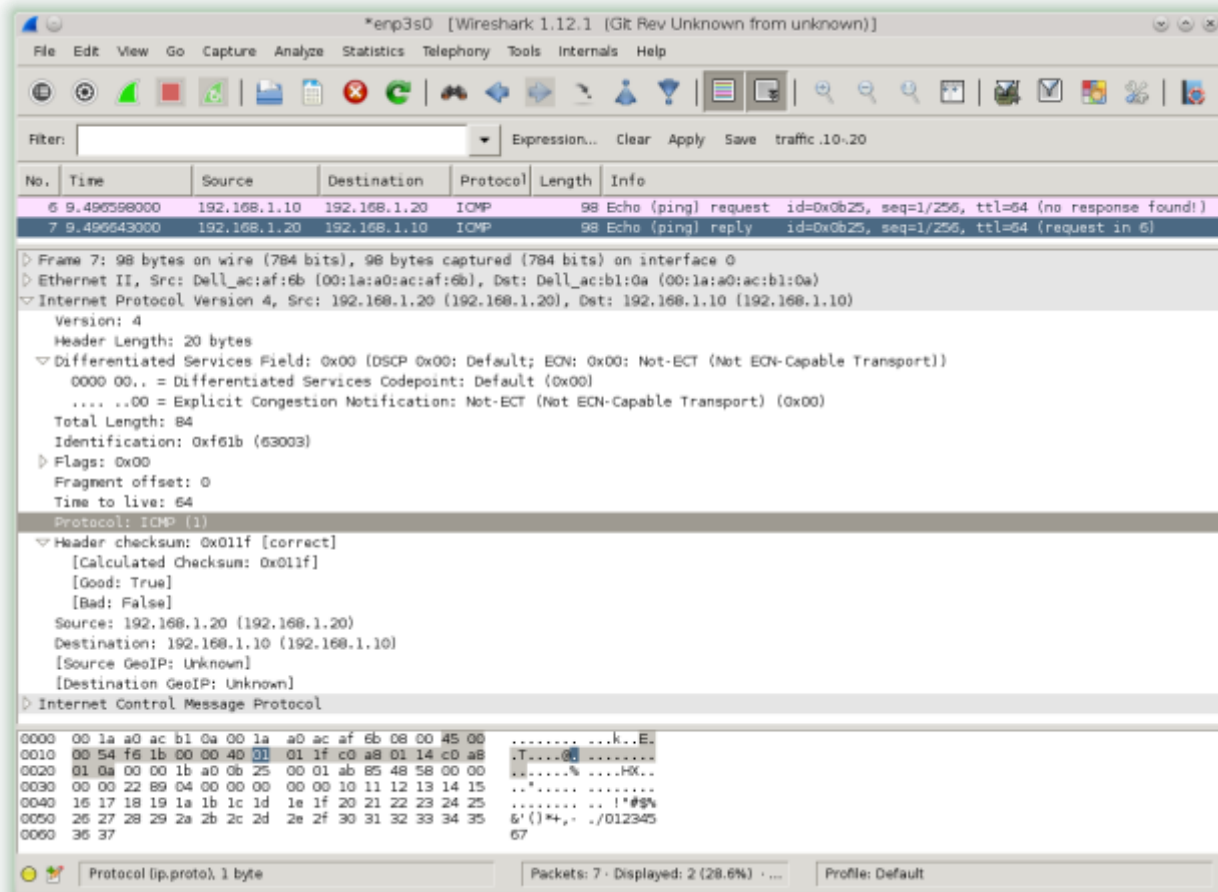 *enp3s0 [Wireshark 1.12.1 (Git Rev Unknown from unknown)]
File Edit View Go Capture Analyze Statistics Telephony Tools Internals Help
Filter: Expression... Clear Apply Save traffic .10-.20
No. Time Source Destination Protocol Length Info
6 9.496598000 192.168.1.10 192.168.1.20 ICMP 98 Echo (ping) request id=0x0b25, seq=1/256, ttl=64 (no response found!)
7 9.496643000 192.168.1.20 192.168.1.10 ICMP 98 Echo (ping) reply id=0x0b25, seq=1/256, ttl=64 (request in 6)
Frame 7: 98 bytes on wire (784 bits), 98 bytes captured (784 bits) on interface 0
Ethernet II, Src: Dell_ac:af:6b (00:1a:a0:ac:af:6b), Dst: Dell_ac:b1:0a (00:1a:a0:ac:b1:0a)
Internet Protocol Version 4, Src: 192.168.1.20 (192.168.1.20), Dst: 192.168.1.10 (192.168.1.10)
Version: 4
Header Length: 20 bytes
Differentiated Services Field: 0x00 (DSCP 0x00: Default; ECN: 0x00: Not-ECT (Not ECN-Capable Transport))
0000 00.. = Differentiated Services Codepoint: Default (0x00)
.... ..00 = Explicit Congestion Notification: Not-ECT (Not ECN-Capable Transport) (0x00)
Total Length: 84
Identification: 0xf61b (63003)
Flags: 0x00
Fragment offset: 0
Time to live: 64
Protocol: ICMP (1)
Header checksum: 0x011f [correct]
[Calculated Checksum: 0x011f]
[Good: True]
[Bad: False]
Source: 192.168.1.20 (192.168.1.20)
Destination: 192.168.1.10 (192.168.1.10)
[Source GeoIP: Unknown]
[Destination GeoIP: Unknown]
Internet Control Message Protocol
0000 00 1a a0 ac b1 0a 00 1a a0 ac af 6b 08 00 45 00 ........ ...k..E.
0010 00 54 f6 1b 00 00 40 01 01 1f c0 a8 01 14 c0 a8 .T....@. ........
0020 01 0a 00 00 1b a0 0b 25 00 01 ab 85 48 58 00 00 .......% ....HX..
0030 00 00 22 89 04 00 00 00 00 00 10 11 12 13 14 15 .."..... ........
0040 16 17 18 19 1a 1b 1c 1d 1e 1f 20 21 22 23 24 25 ........ .. !"#$%
0050 26 27 28 29 2a 2b 2c 2d 2e 2f 30 31 32 33 34 35 &'()*+,- ./012345
0060 36 37 67
Protocol (ip.proto), 1 byte Packets: 7 · Displayed: 2 (28.6%) · ... Profile: Default